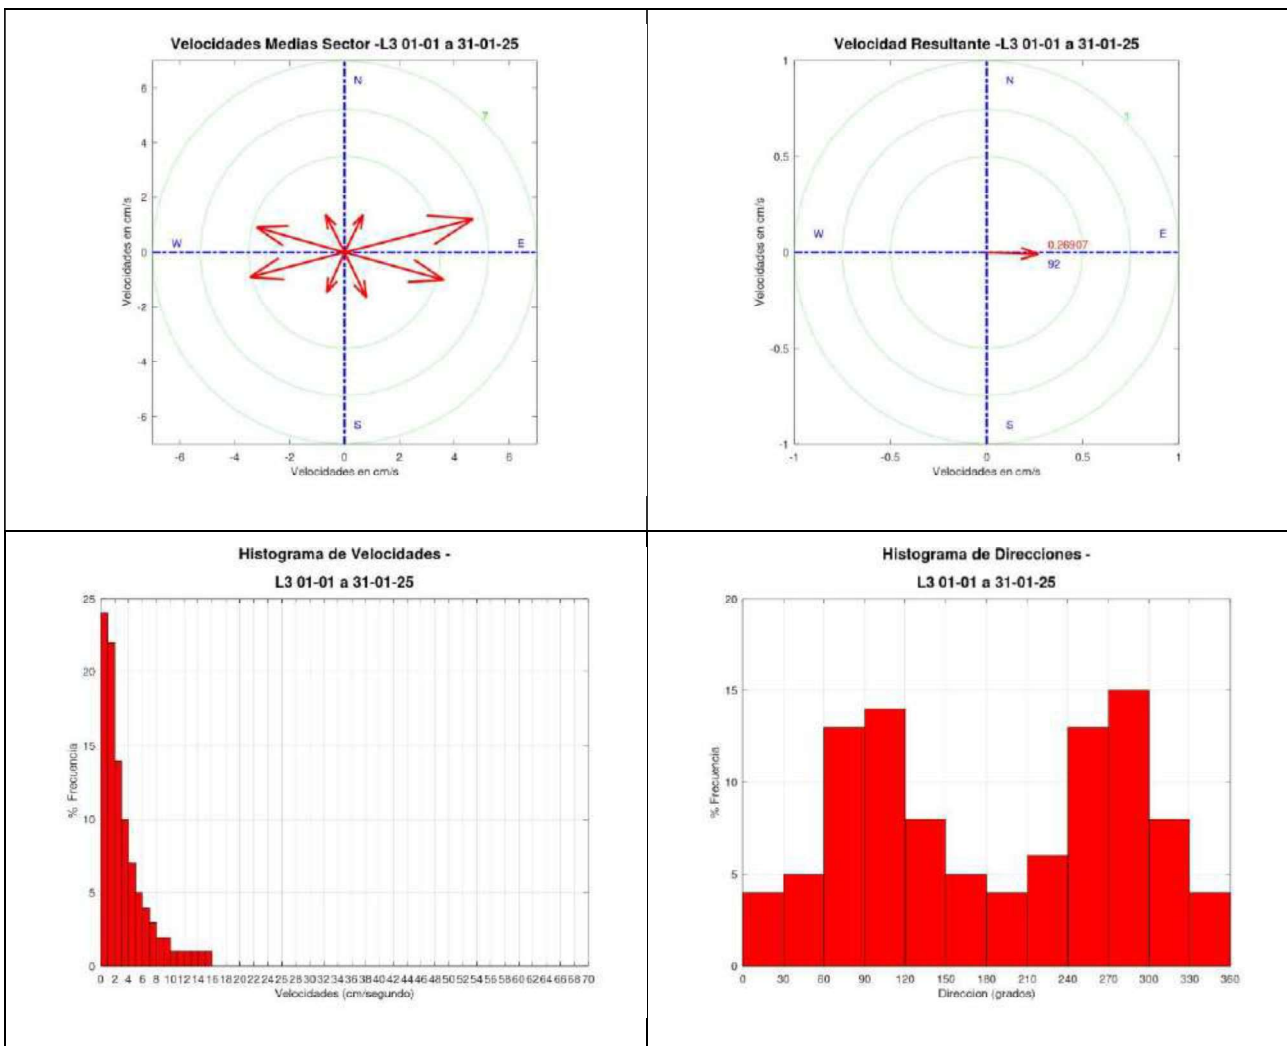 Velocidades Medias Sector -L3 01-01 a 31-01-25
N
7
6
4
2
0
-2
-4
-6
W
E
S
Velocidades en cm/s
-6 -4 -2 0 2 4 6
Velocidades en cm/s
Velocidad Resultante -L3 01-01 a 31-01-25
1
N
1
0.5
0
-0.5
-1
W
E
0.26907
92
S
Velocidades en cm/s
-1 -0.5 0 0.5 1
Velocidades en cm/s
Histograma de Velocidades -
L3 01-01 a 31-01-25
25
20
15
10
5
0
% Frecuencia
0 2 4 6 8 10 12 14 16 18 20 22 24 26 28 30 32 34 36 38 40 42 44 46 48 50 52 54 56 58 60 62 64 66 68 70
Velocidades (cm/segundo)
Histograma de Direcciones -
L3 01-01 a 31-01-25
20
15
10
5
0
% Frecuencia
0 30 60 90 120 150 180 210 240 270 300 330 360
Direccion (grados)